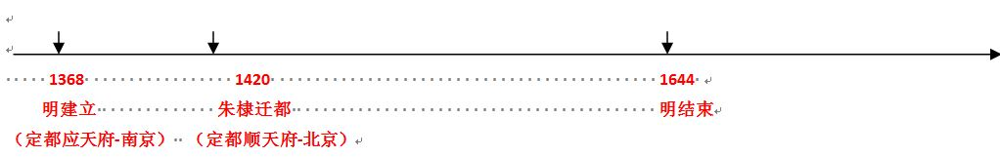 1368 1420 1644
明建立 朱棣迁都 明结束
（定都应天府-南京） （定都顺天府-北京）